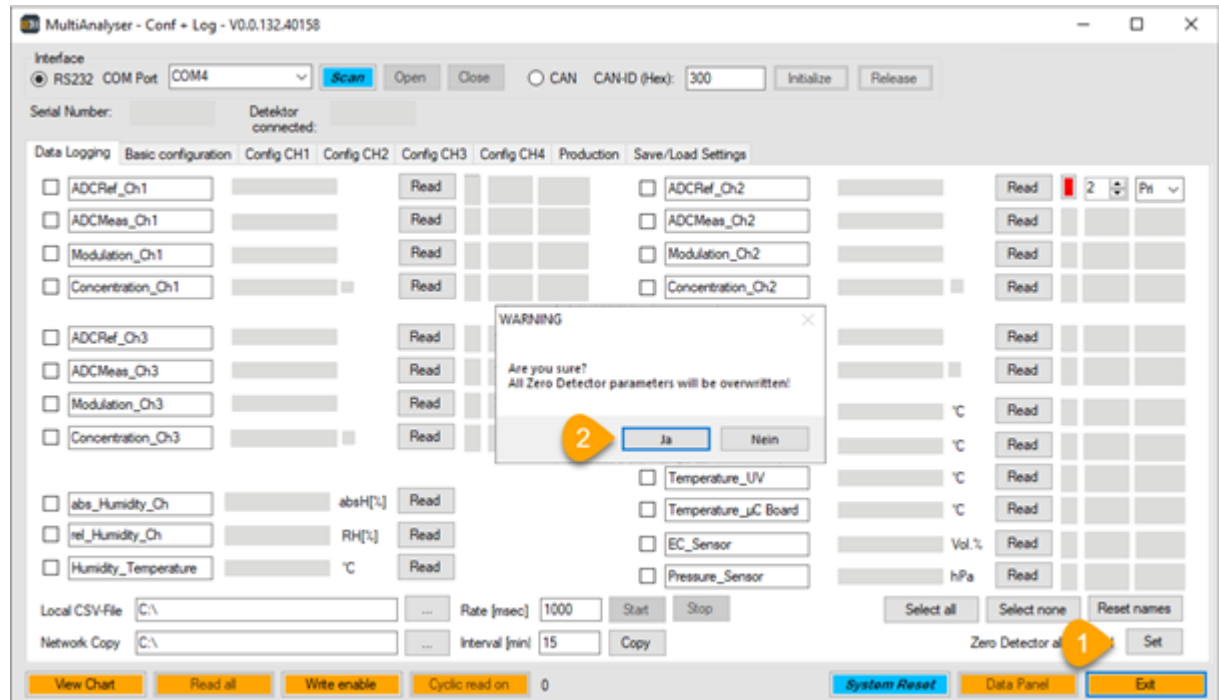 MultiAnalyser - Conf + Log - V0.0.132.40158
Interface
RS232 COM Port COM4 Scan Open Close CAN CAN-ID (Hex): 300 Initialize Release
Serial Number: Detektor
connected:
Data Logging Basic configuration Config CH1 Config CH2 Config CH3 Config CH4 Production Save/Load Settings
ADCRef_Ch1 Read ADCRef_Ch2 Read 2 Pri
ADCMeas_Ch1 Read ADCMeas_Ch2 Read
Modulation_Ch1 Read Modulation_Ch2 Read
Concentration_Ch1 Read Concentration_Ch2 Read
WARNING
Are you sure?
All Zero Detector parameters will be overwritten!
2 Ja Nein
ADCRef_Ch3 Read Read
ADCMeas_Ch3 Read Read
Modulation_Ch3 Read °C Read
Concentration_Ch3 Read °C Read
Temperature_UV °C Read
abs_Humidity_Ch absH[%] Read Temperature_µC Board °C Read
rel_Humidity_Ch RH[%] Read EC_Sensor Vol.% Read
Humidity_Temperature °C Read Pressure_Sensor hPa Read
Local CSV-File C:\ ... Rate [msec] 1000 Start Stop Select all Select none Reset names
Network Copy C:\ ... Interval [min] 15 Copy Zero Detector 1 Set
View Chart Read all Write enable Cyclic read on 0 System Reset Data Panel Exit